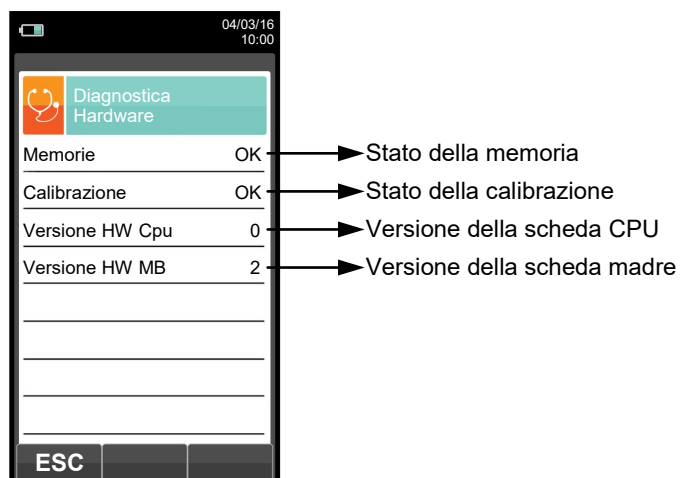 04/03/16
10:00
Diagnostica
Hardware
Memorie OK Stato della memoria
Calibrazione OK Stato della calibrazione
Versione HW Cpu 0 Versione della scheda CPU
Versione HW MB 2 Versione della scheda madre
ESC